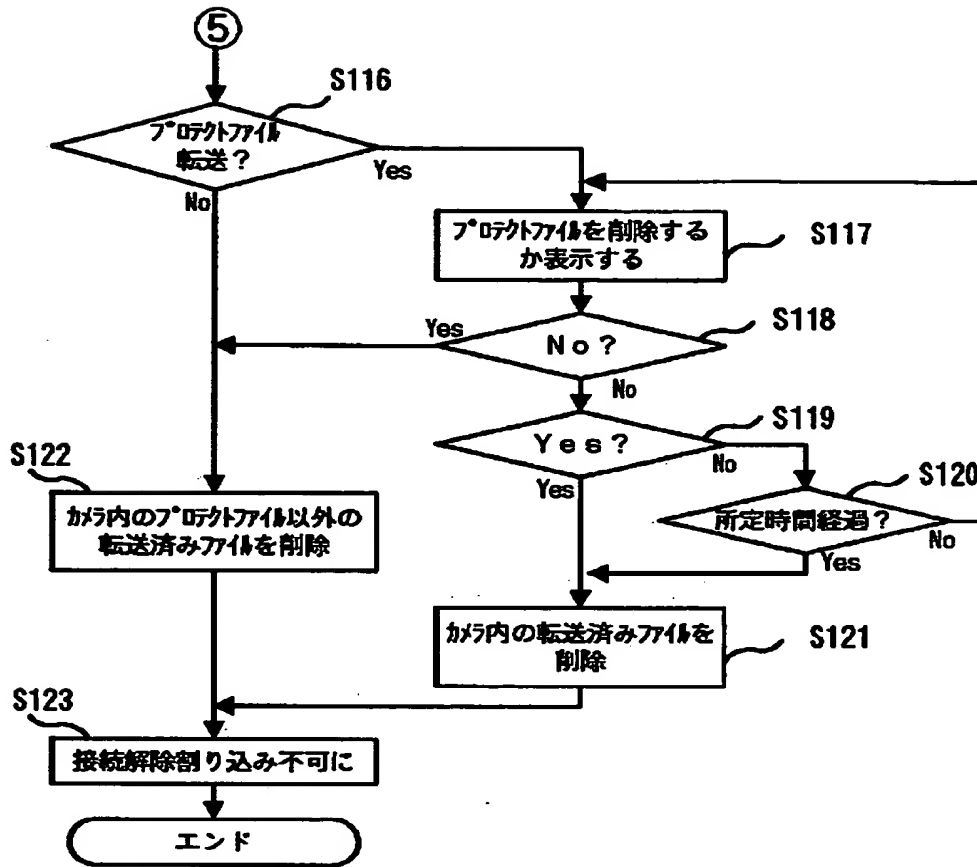 ⑤
S116
プロテクトファイル
転送?
Yes
No
プロテクトファイルを削除する
か表示する
S117
Yes
No?
S118
No
Yes?
S119
No
Yes
S122
カメラ内のプロテクトファイル以外の
転送済みファイルを削除
所定時間経過?
S120
No
Yes
カメラ内の転送済みファイルを
削除
S121
S123
接続解除割り込み不可に
エンド